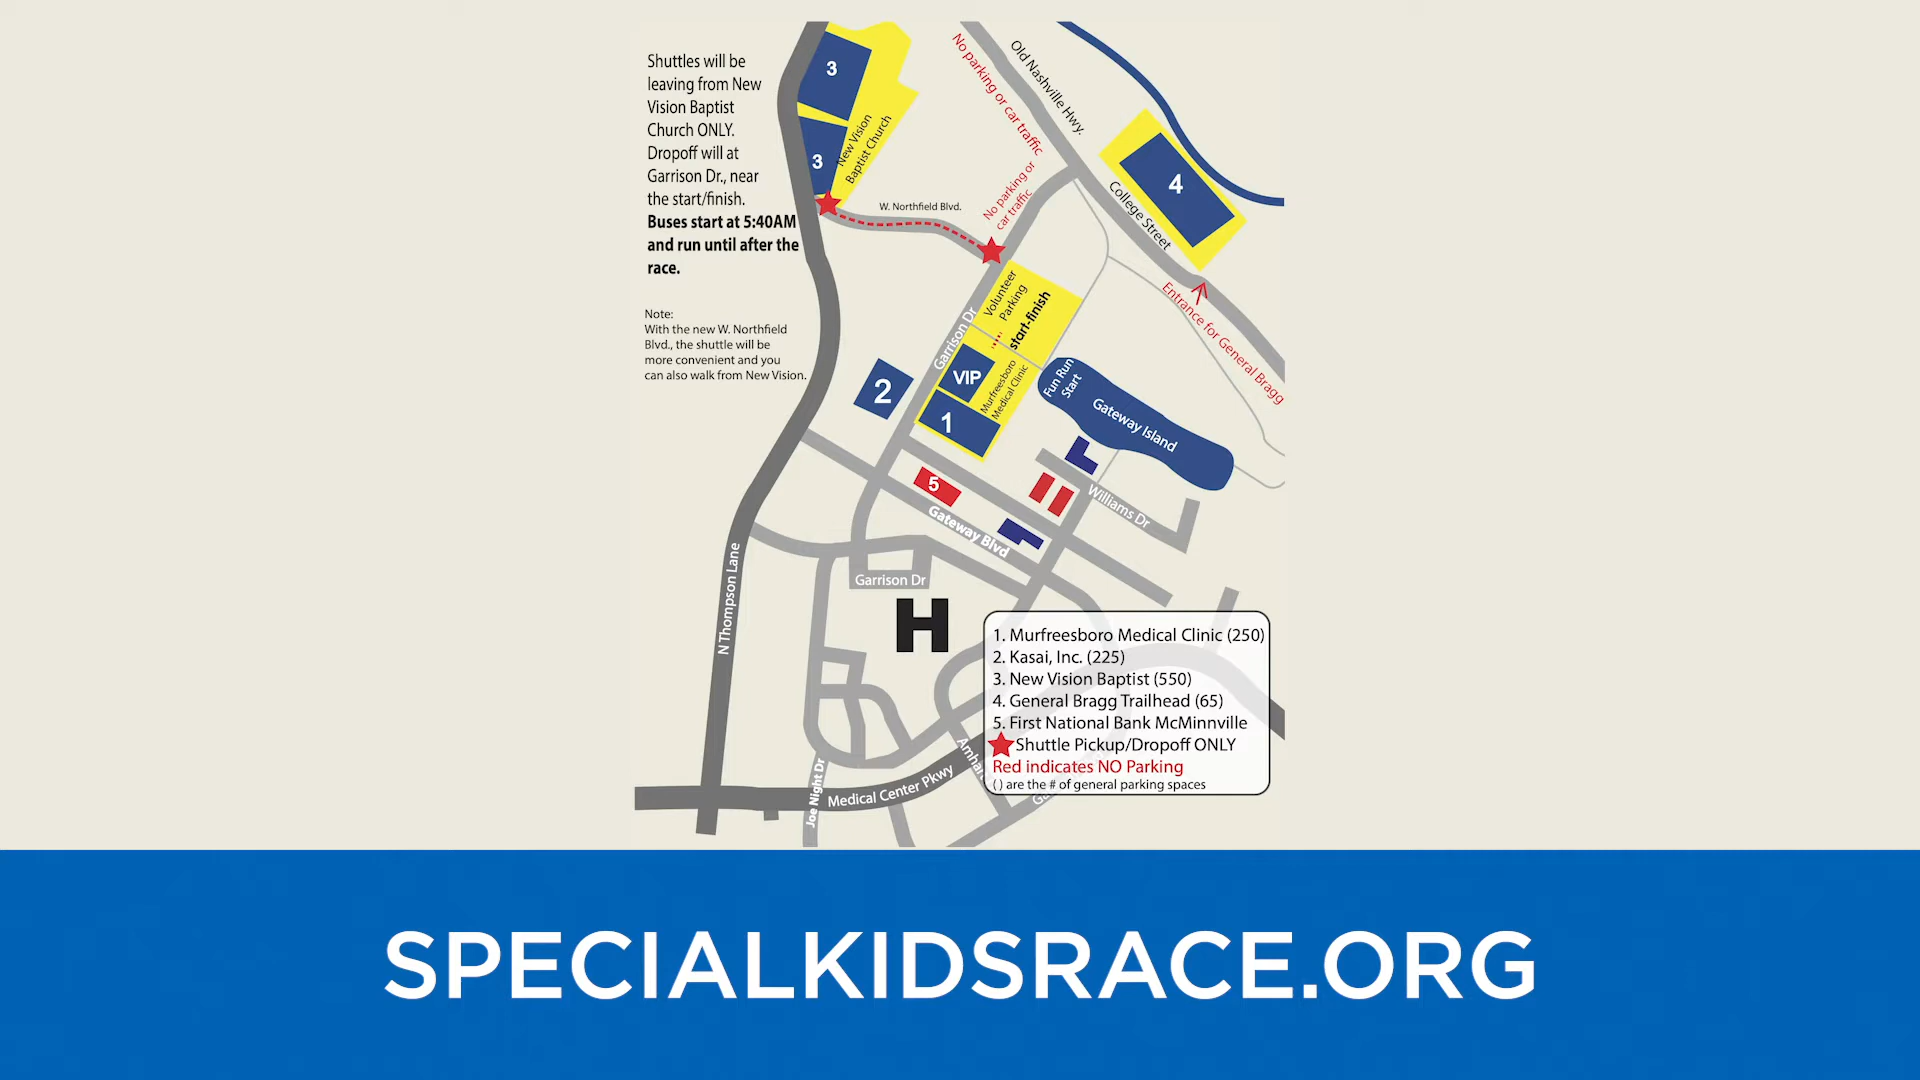 Shuttles will be
leaving from New
Vision Baptist
Church ONLY.
Dropoff will at
Garrison Dr., near
the start/finish.
Buses start at 5:40AM
and run until after the
race.
Note:
With the new W. Northfield
Blvd., the shuttle will be
more convenient and you
can also walk from New Vision.
3
3
New Vision
Baptist Church
W. Northfield Blvd.
No parking or car traffic
Old Nashville Hwy.
No parking or
car traffic
4
College Street
Entrance for General Bragg
Volunteer
Parking
start-finish
Garrison Dr
VIP
Murfreesboro
Medical Clinic
1
2
Fun Run
Start
Gateway Island
5
Gateway Blvd
Williams Dr
N Thompson Lane
Garrison Dr
H
Joe Night Dr
Medical Center Pkwy
1. Murfreesboro Medical Clinic (250)
2. Kasai, Inc. (225)
3. New Vision Baptist (550)
4. General Bragg Trailhead (65)
5. First National Bank McMinnville
Shuttle Pickup/Dropoff ONLY
Red indicates NO Parking
( ) are the # of general parking spaces
SPECIALKIDSRACE.ORG